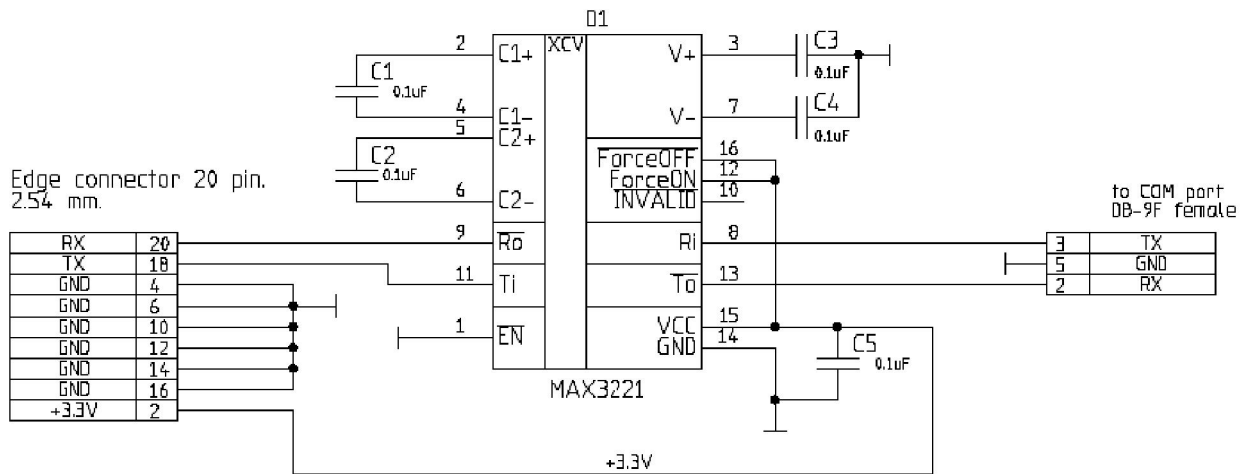 D1
2 C1+ XCV V+ 3 C3
0.1uF
C1
0.1uF
4 C1- V- 7 C4
0.1uF
5 C2+
C2
0.1uF
ForceOFF 16
ForceON 12
6 C2- INVALID 10
Edge connector 20 pin.
2.54 mm.
to COM port
DB-9F female
RX 20 9 Ro Ri 8 3 TX
TX 18 11 Ti To 13 5 GND
GND 4 2 RX
GND 6
GND 10 1 EN VCC 15
GND 12 GND 14 C5
0.1uF
GND 14
GND 16 MAX3221
+3.3V 2
+3.3V